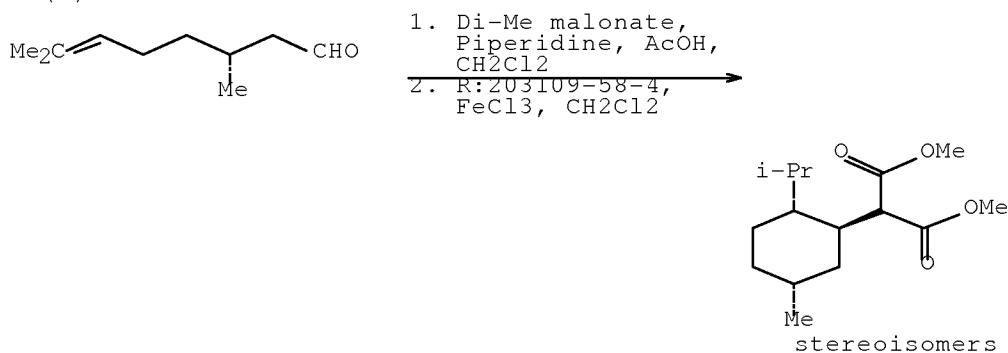 1. Di-Me malonate,
Piperidine, AcOH,
CH2Cl2
2. R:203109-58-4,
FeCl3, CH2Cl2
Me2C
CHO
Me
i-Pr
O
OMe
OMe
O
Me
stereoisomers